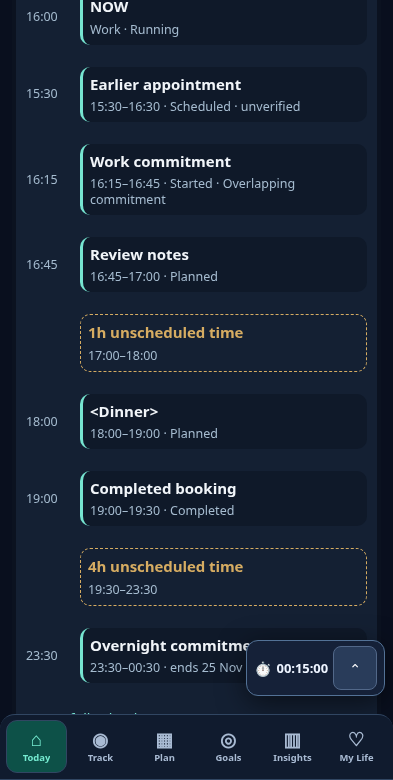 16:00
NOW
Work · Running
15:30
Earlier appointment
15:30–16:30 · Scheduled · unverified
16:15
Work commitment
16:15–16:45 · Started · Overlapping
commitment
16:45
Review notes
16:45–17:00 · Planned
1h unscheduled time
17:00–18:00
18:00
<Dinner>
18:00–19:00 · Planned
19:00
Completed booking
19:00–19:30 · Completed
4h unscheduled time
19:30–23:30
23:30
Overnight
23:30–00:30 · ends 25 Nov
00:15:00
Today
Track
Plan
Goals
Insights
My Life